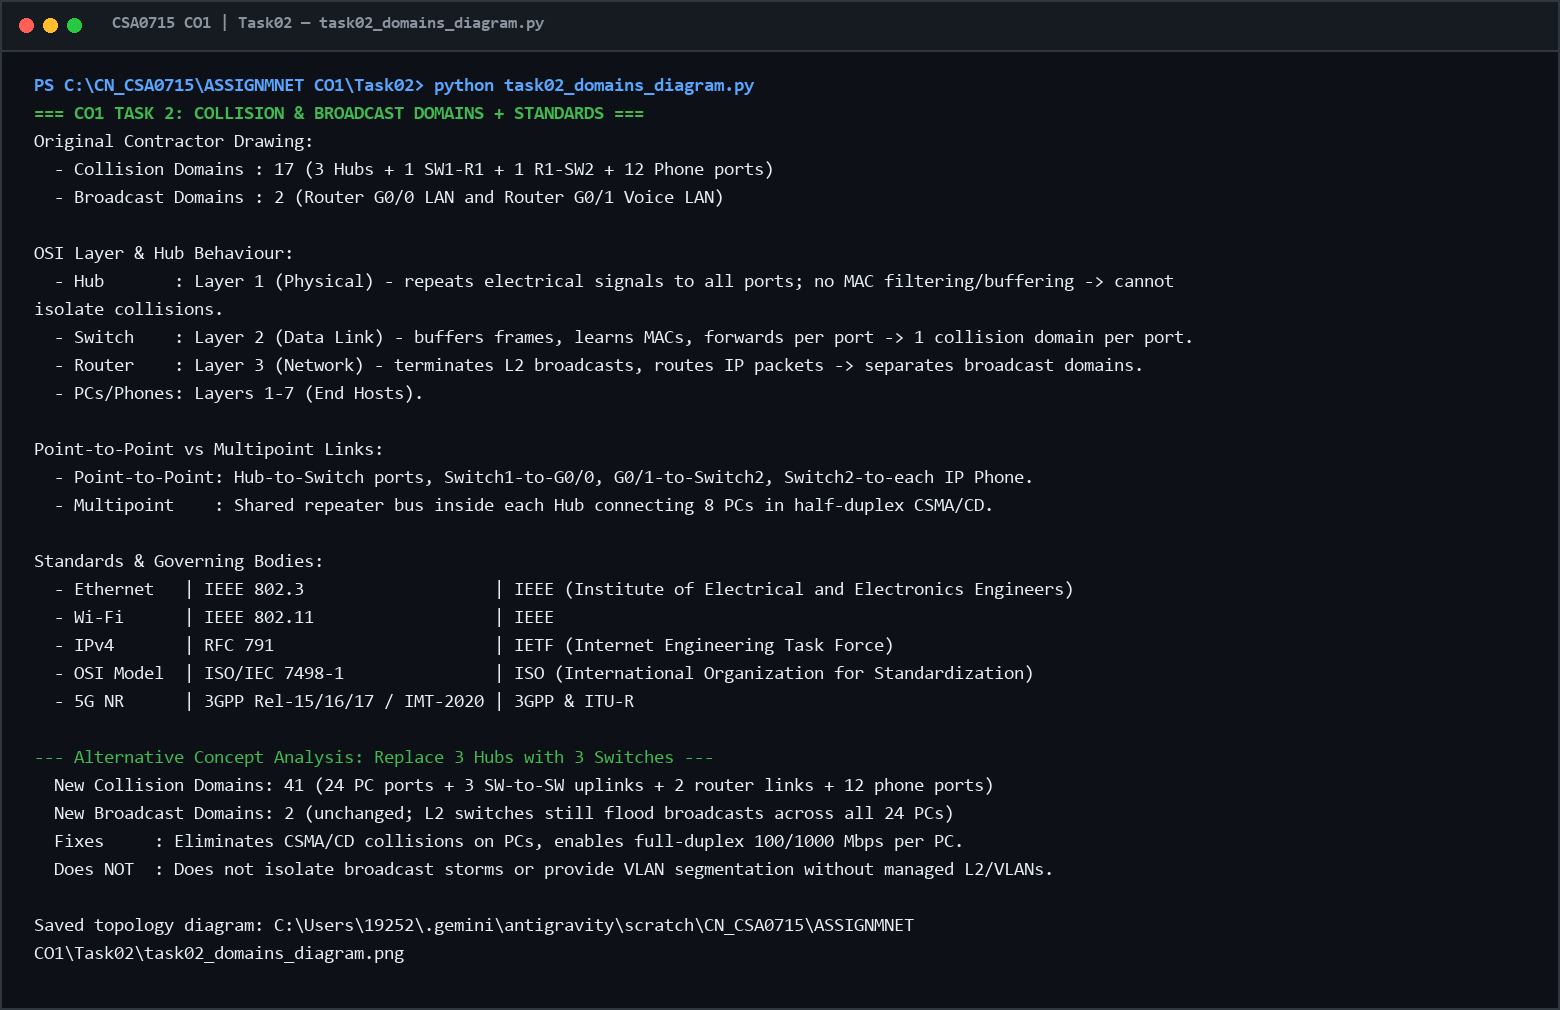 CSA0715 CO1 | Task02 — task02_domains_diagram.py
PS C:\CN_CSA0715\ASSIGNMNET CO1\Task02> python task02_domains_diagram.py
=== CO1 TASK 2: COLLISION & BROADCAST DOMAINS + STANDARDS ===
Original Contractor Drawing:
  - Collision Domains : 17 (3 Hubs + 1 SW1-R1 + 1 R1-SW2 + 12 Phone ports)
  - Broadcast Domains : 2 (Router G0/0 LAN and Router G0/1 Voice LAN)

OSI Layer & Hub Behaviour:
  - Hub       : Layer 1 (Physical) - repeats electrical signals to all ports; no MAC filtering/buffering -> cannot
isolate collisions.
  - Switch    : Layer 2 (Data Link) - buffers frames, learns MACs, forwards per port -> 1 collision domain per port.
  - Router    : Layer 3 (Network) - terminates L2 broadcasts, routes IP packets -> separates broadcast domains.
  - PCs/Phones: Layers 1-7 (End Hosts).

Point-to-Point vs Multipoint Links:
  - Point-to-Point: Hub-to-Switch ports, Switch1-to-G0/0, G0/1-to-Switch2, Switch2-to-each IP Phone.
  - Multipoint    : Shared repeater bus inside each Hub connecting 8 PCs in half-duplex CSMA/CD.

Standards & Governing Bodies:
  - Ethernet   | IEEE 802.3                   | IEEE (Institute of Electrical and Electronics Engineers)
  - Wi-Fi      | IEEE 802.11                  | IEEE
  - IPv4       | RFC 791                      | IETF (Internet Engineering Task Force)
  - OSI Model  | ISO/IEC 7498-1               | ISO (International Organization for Standardization)
  - 5G NR      | 3GPP Rel-15/16/17 / IMT-2020 | 3GPP & ITU-R

--- Alternative Concept Analysis: Replace 3 Hubs with 3 Switches ---
  New Collision Domains: 41 (24 PC ports + 3 SW-to-SW uplinks + 2 router links + 12 phone ports)
  New Broadcast Domains: 2 (unchanged; L2 switches still flood broadcasts across all 24 PCs)
  Fixes     : Eliminates CSMA/CD collisions on PCs, enables full-duplex 100/1000 Mbps per PC.
  Does NOT  : Does not isolate broadcast storms or provide VLAN segmentation without managed L2/VLANs.

Saved topology diagram: C:\Users\19252\.gemini\antigravity\scratch\CN_CSA0715\ASSIGNMNET
CO1\Task02\task02_domains_diagram.png